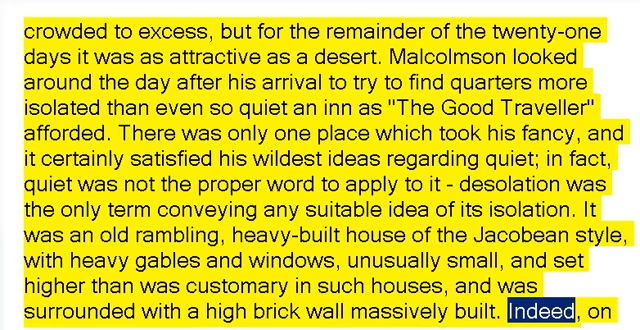 crowded to excess, but for the remainder of the twenty-one
days it was as attractive as a desert. Malcolmson looked
around the day after his arrival to try to find quarters more
isolated than even so quiet an inn as "The Good Traveller"
afforded. There was only one place which took his fancy, and
it certainly satisfied his wildest ideas regarding quiet; in fact,
quiet was not the proper word to apply to it - desolation was
the only term conveying any suitable idea of its isolation. It
was an old rambling, heavy-built house of the Jacobean style,
with heavy gables and windows, unusually small, and set
higher than was customary in such houses, and was
surrounded with a high brick wall massively built. Indeed, on